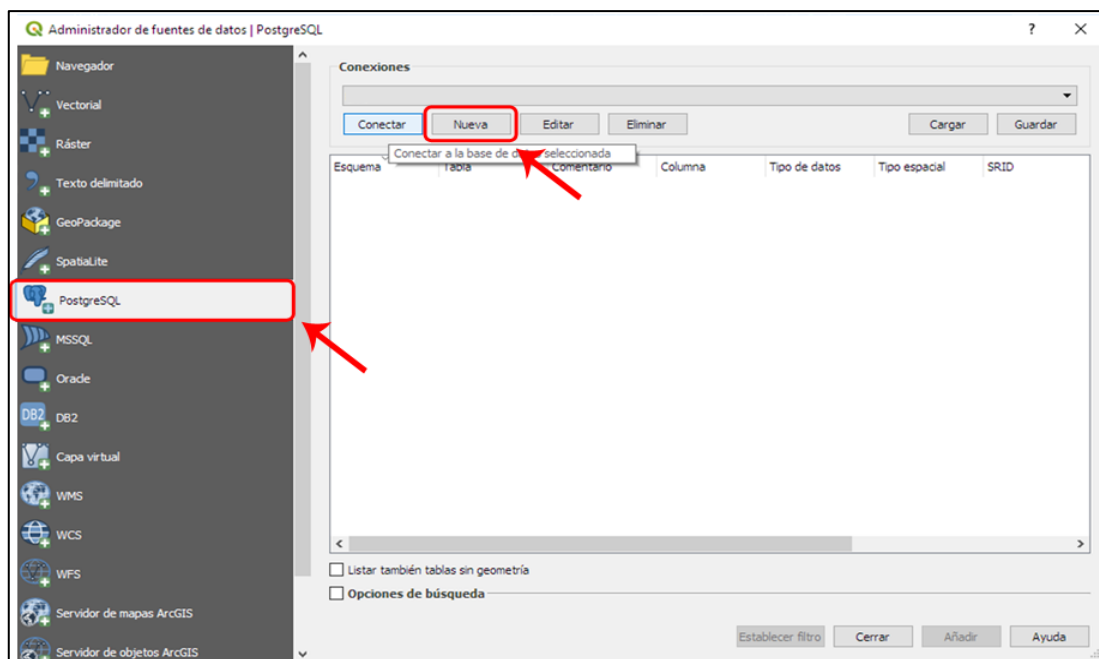 Administrador de fuentes de datos | PostgreSQL
?
Navegador
Vectorial
Ráster
Texto delimitado
GeoPackage
SpatiaLite
PostgreSQL
MSSQL
Oracle
DB2
DB2
Capa virtual
WMS
WCS
WFS
Servidor de mapas ArcGIS
Servidor de objetos ArcGIS
Conexiones
Conectar Nueva Editar Eliminar Cargar Guardar
Conectar a la base de datos seleccionada
Esquema Tabla Comentario Columna Tipo de datos Tipo espacial SRID
Listar también tablas sin geometría
Opciones de búsqueda
Establecer filtro Cerrar Añadir Ayuda